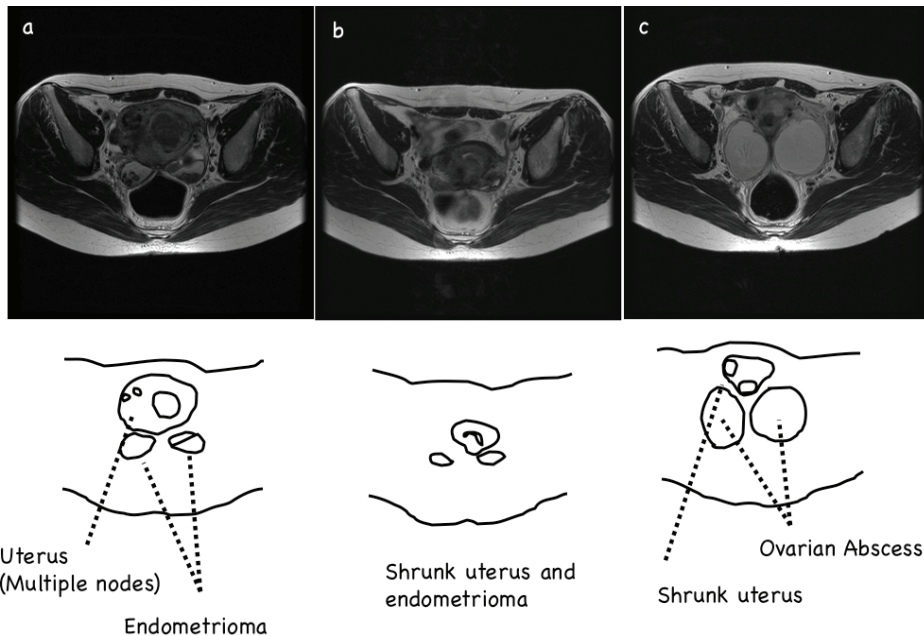 a
b
c
Uterus
(Multiple nodes)
Endometrioma
Shrunk uterus and
endometrioma
Ovarian Abscess
Shrunk uterus